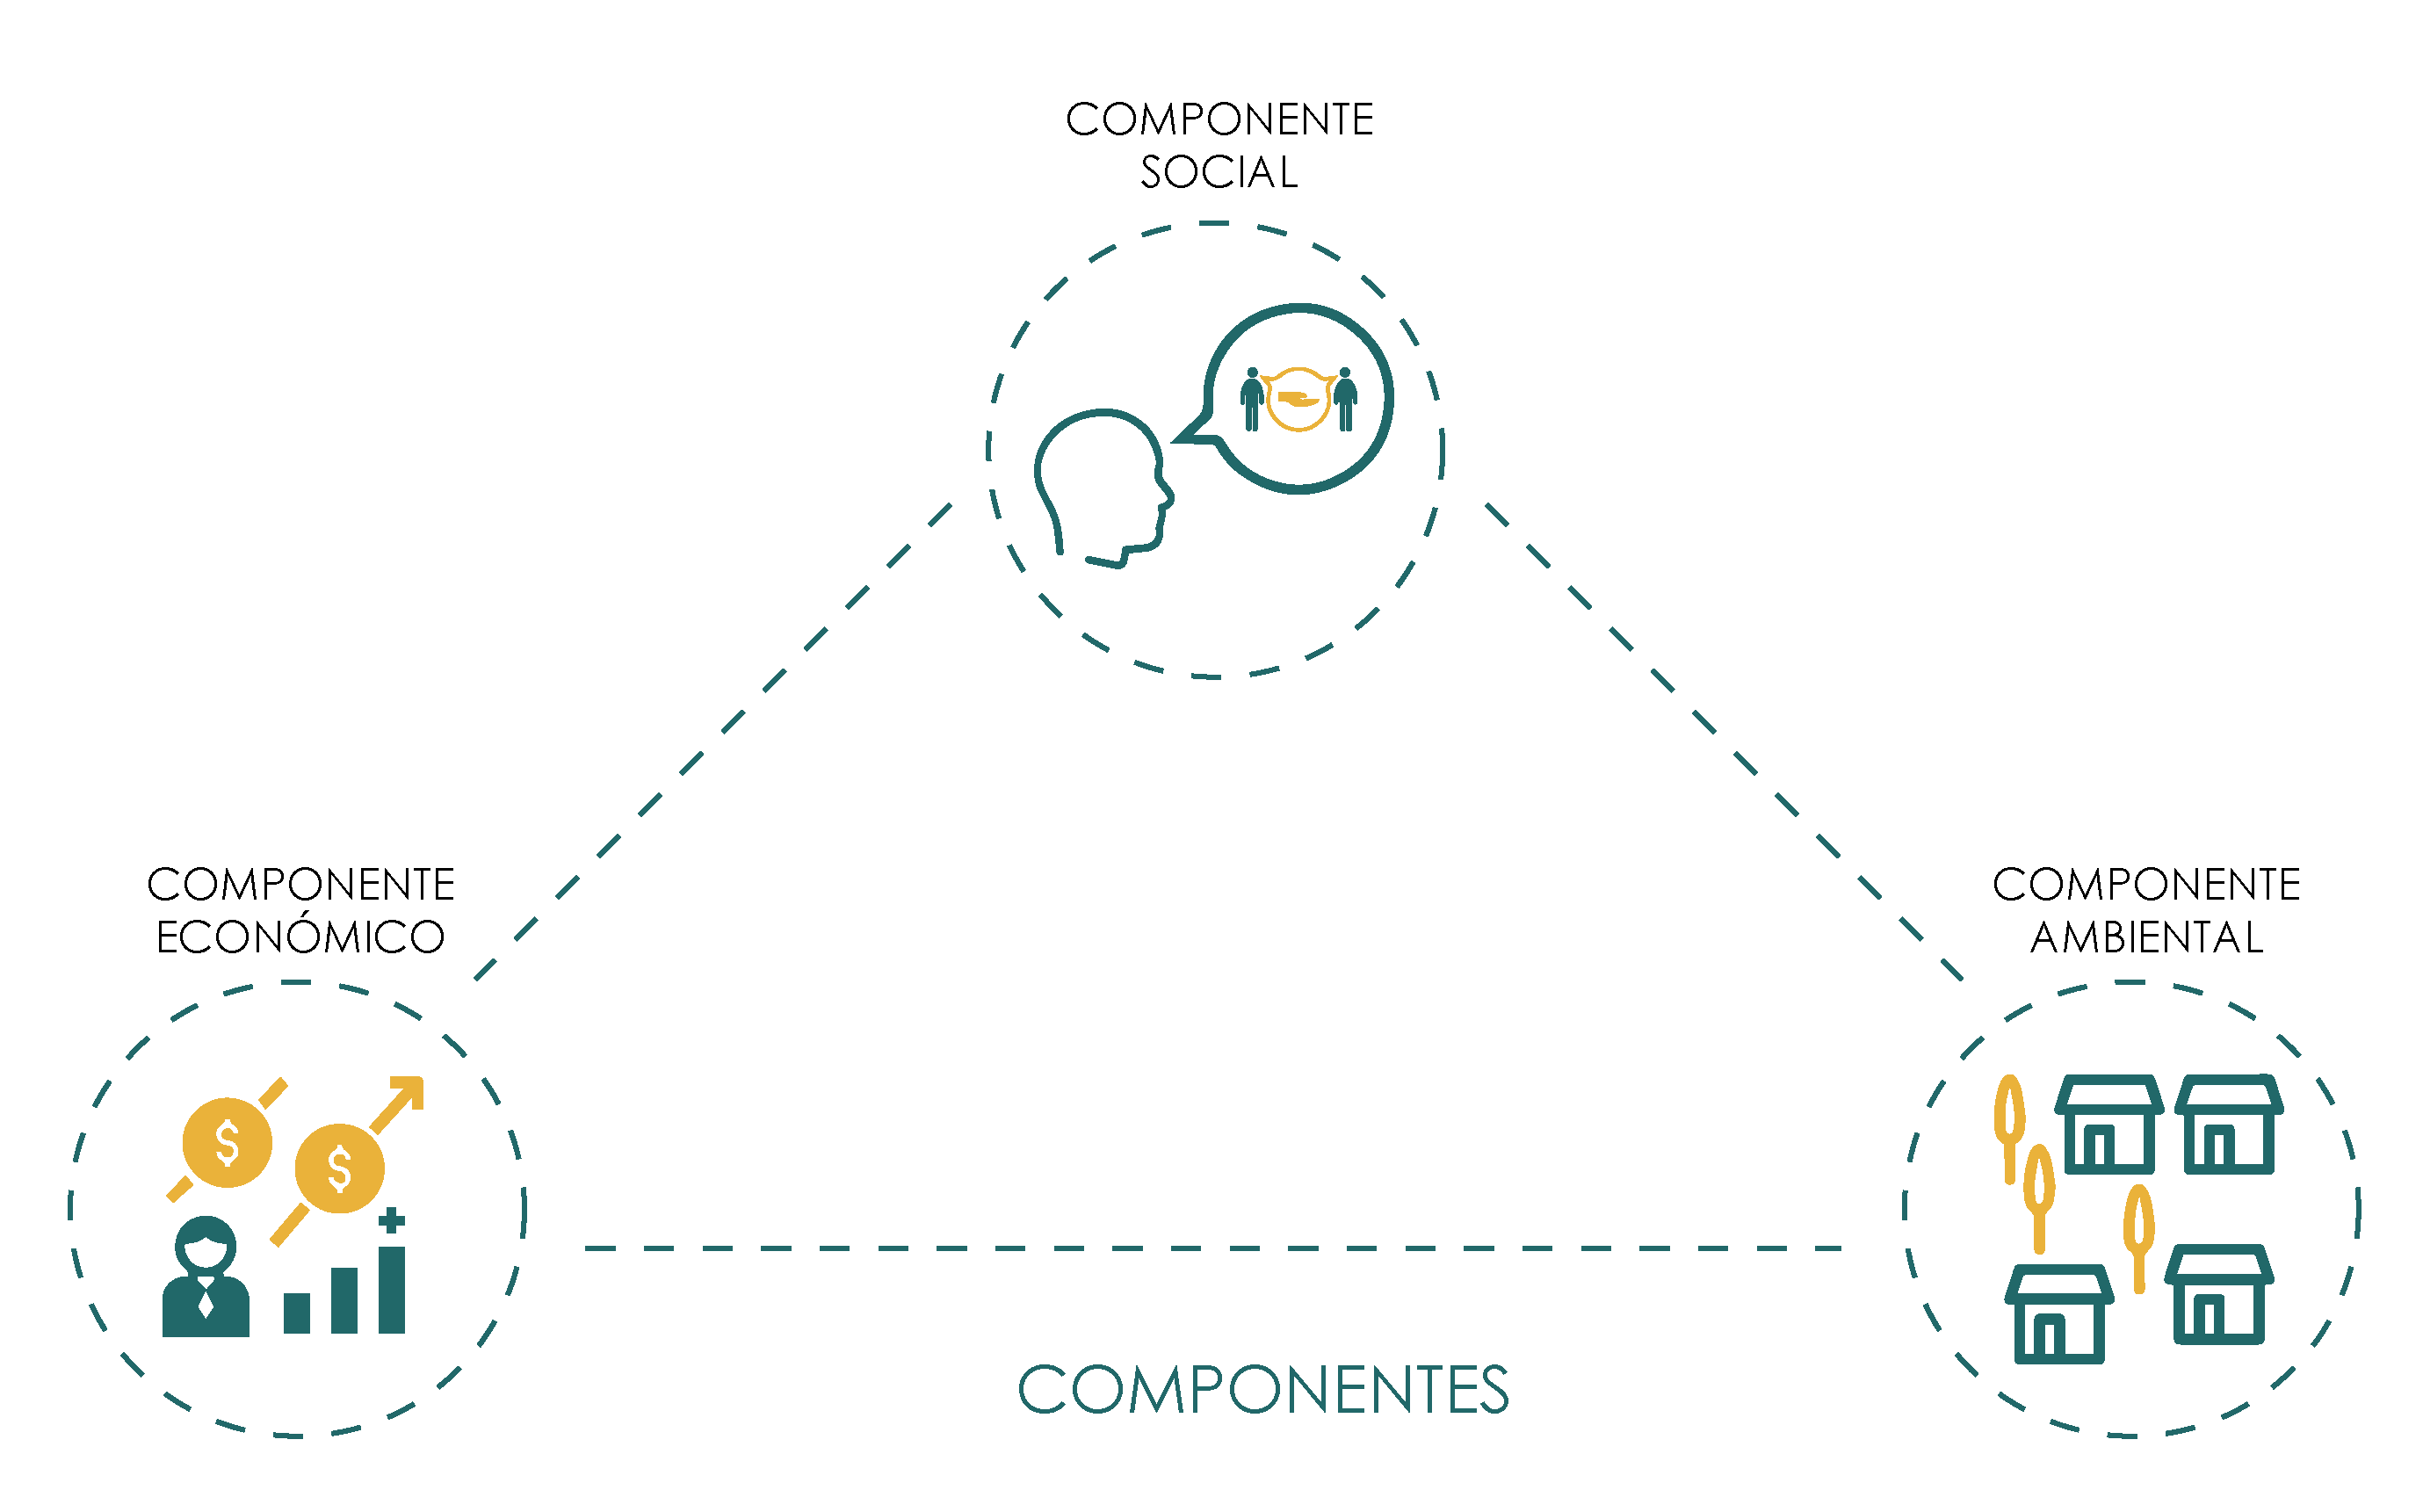 COMPONENTE
SOCIAL
COMPONENTE
ECONÓMICO
COMPONENTE
AMBIENTAL
$
$
COMPONENTES